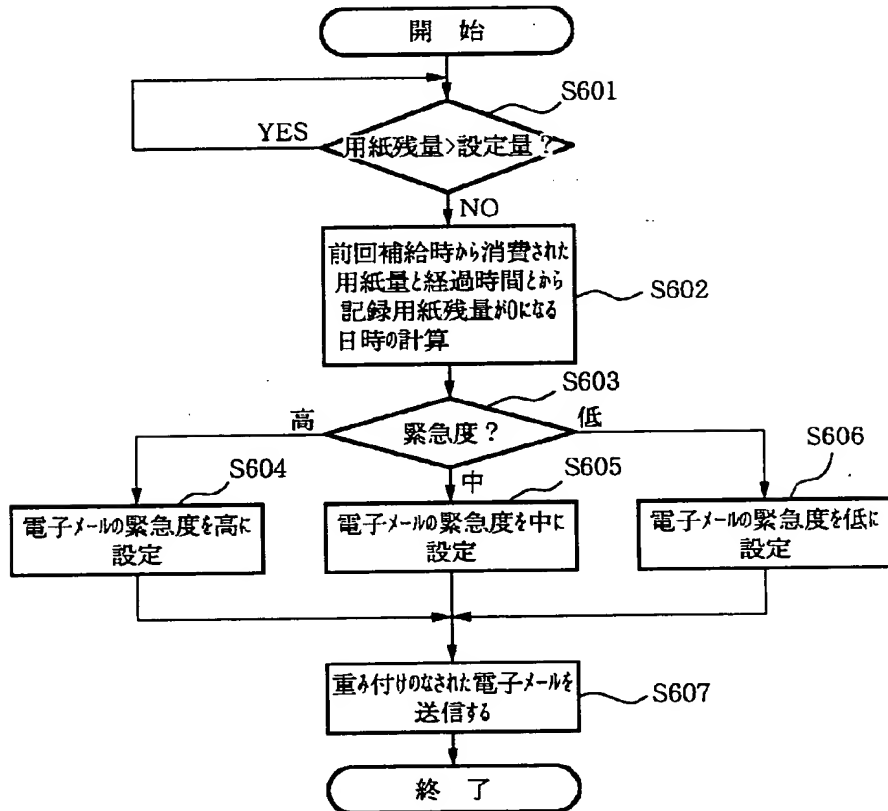 開始
S601
YES
用紙残量>設定量?
NO
前回補給時から消費された
用紙量と経過時間とから
記録用紙残量が0になる
日時の計算
S602
S603
高
緊急度?
低
S604
中
S605
S606
電子メールの緊急度を高に
設定
電子メールの緊急度を中に
設定
電子メールの緊急度を低に
設定
重み付けのなされた電子メールを
送信する
S607
終了